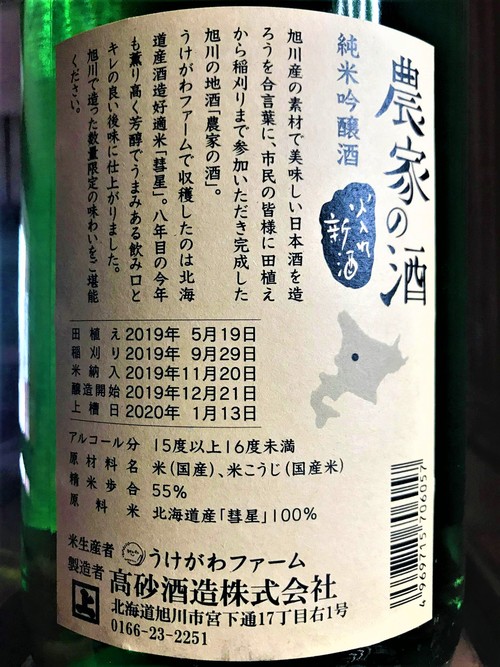 農家の酒
純米吟醸酒
火入れ
新酒
旭川産の素材で美味しい日本酒を造
ろうを合言葉に、市民の皆様に田植え
から稲刈りまで参加いただき完成した
旭川の地酒「農家の酒」。
うけがわファームで収穫したのは北海
道産酒造好適米「彗星」。八年目の今年
も薫り高く芳醇でうまみある飲み口と
キレの良い後味に仕上がりました。
旭川で造った数量限定の味わいをご堪能
ください。
田植え 2019年 5月19日
稲刈り 2019年 9月29日
米納入 2019年11月20日
醸造開始 2019年12月21日
上槽日 2020年 1月13日
アルコール分 15度以上16度未満
原材料名 米(国産)、米こうじ(国産米)
精米歩合 55%
原料米 北海道産「彗星」100%
米生産者 うけがわファーム
製造者 高砂酒造株式会社
上
北海道旭川市宮下通17丁目右1号
0166-23-2251
4 969715 706057